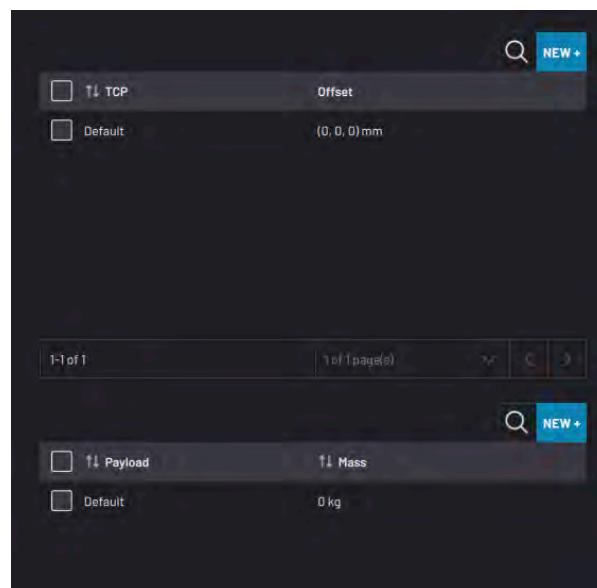 NEW +
↑↓ TCP Offset
Default (0, 0, 0) mm
1-1 of 1 1 of 1 page(s)
NEW +
↑↓ Payload ↑↓ Mass
Default 0 kg